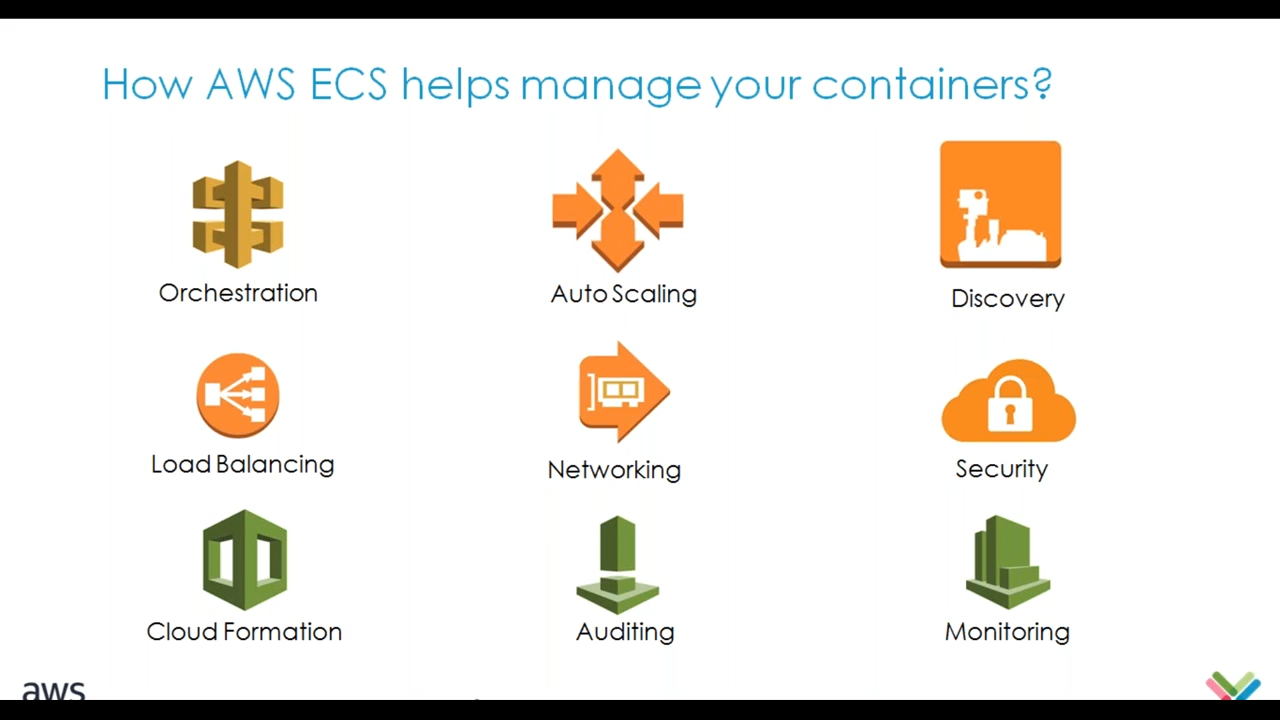 How AWS ECS helps manage your containers?
Orchestration
Auto Scaling
Discovery
Load Balancing
Networking
Security
Cloud Formation
Auditing
Monitoring
aws